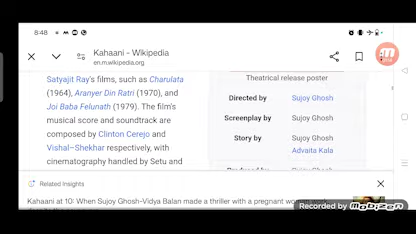 8:48
Kahaani - Wikipedia
en.m.wikipedia.org
Satyajit Ray's films, such as Charulata
(1964), Aranyer Din Ratri (1970), and
Joi Baba Felunath (1979). The film's
musical score and soundtrack are
composed by Clinton Cerejo and
Vishal–Shekhar respectively, with
cinematography handled by Setu and
Theatrical release poster
Directed by Sujoy Ghosh
Screenplay by Sujoy Ghosh
Story by Sujoy Ghosh
Advaita Kala
Produced by
Related Insights
Kahaani at 10: When Sujoy Ghosh-Vidya Balan made a thriller with a pregnant woman
Recorded by MOBIZEN